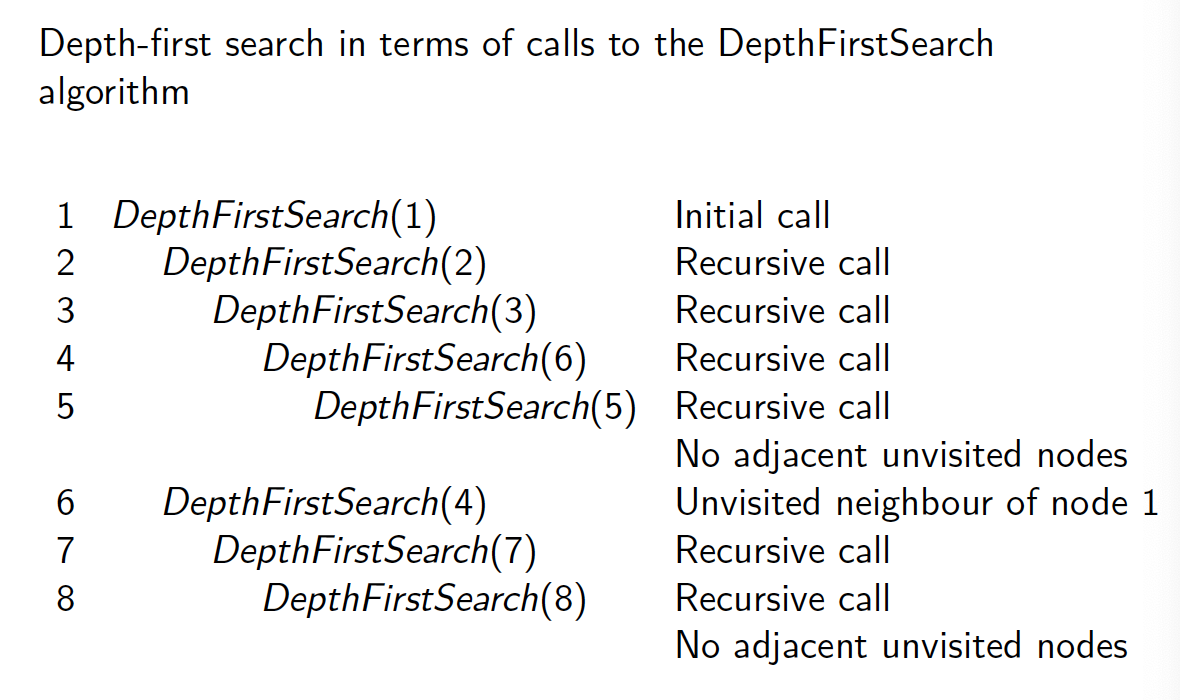 Depth-first search in terms of calls to the DepthFirstSearch
algorithm
1 DepthFirstSearch(1) Initial call
2 DepthFirstSearch(2) Recursive call
3 DepthFirstSearch(3) Recursive call
4 DepthFirstSearch(6) Recursive call
5 DepthFirstSearch(5) Recursive call
No adjacent unvisited nodes
6 DepthFirstSearch(4) Unvisited neighbour of node 1
7 DepthFirstSearch(7) Recursive call
8 DepthFirstSearch(8) Recursive call
No adjacent unvisited nodes